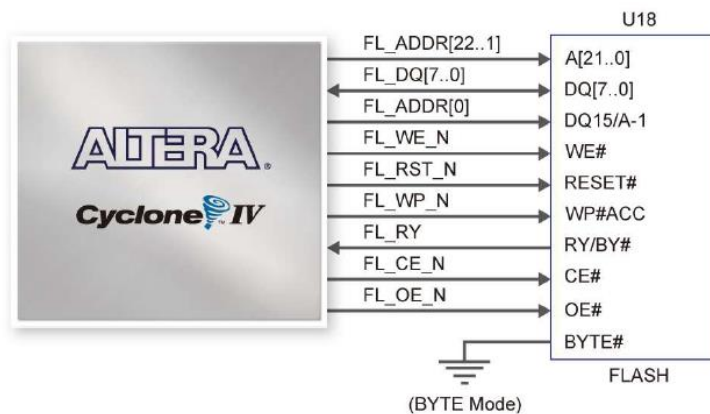 U18
FL_ADDR[22..1] A[21..0]
FL_DQ[7..0] DQ[7..0]
FL_ADDR[0] DQ15/A-1
FL_WE_N WE#
FL_RST_N RESET#
FL_WP_N WP#ACC
FL_RY RY/BY#
FL_CE_N CE#
FL_OE_N OE#
BYTE#
FLASH
(BYTE Mode)
ALTERA®
Cyclone™ IV